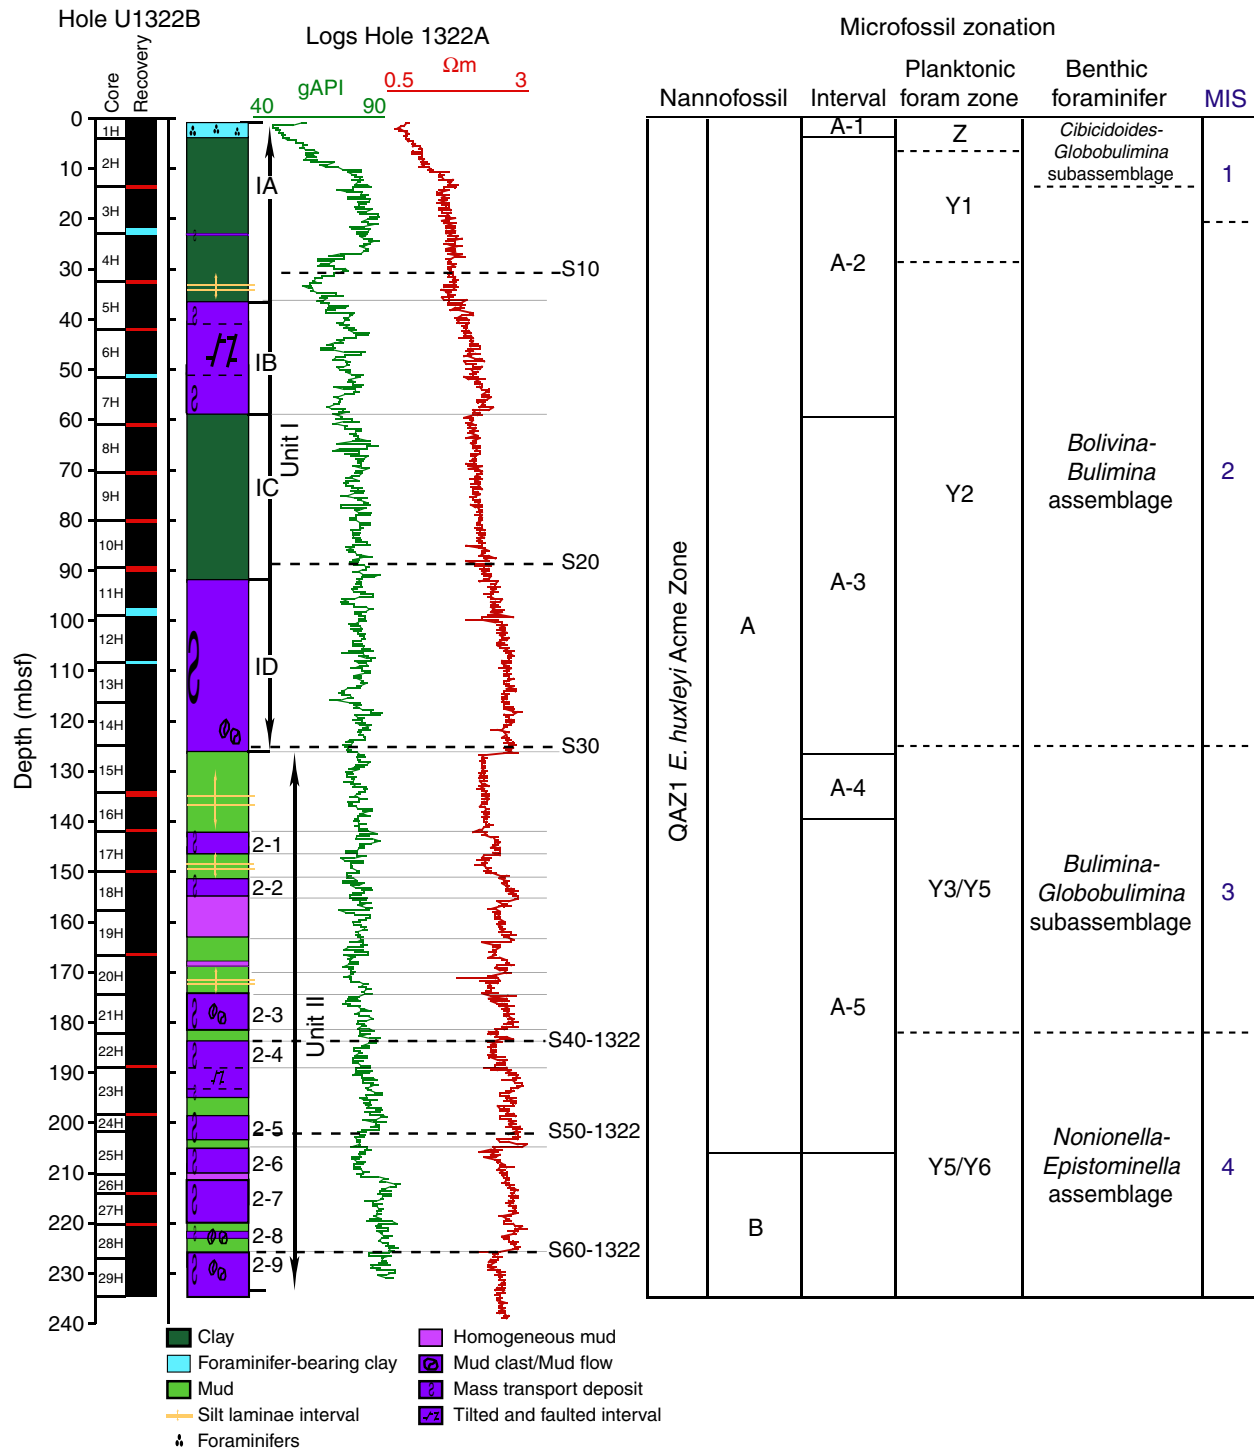 Hole U1322B
Logs Hole 1322A
Microfossil zonation
Core
Recovery
gAPI
40
90
Ωm
0.5
3
Nannofossil
Interval
Planktonic
foram zone
Benthic
foraminifer
MIS
Depth (mbsf)
0
10
20
30
40
50
60
70
80
90
100
110
120
130
140
150
160
170
180
190
200
210
220
230
240
1H
2H
3H
4H
5H
6H
7H
8H
9H
10H
11H
12H
13H
14H
15H
16H
17H
18H
19H
20H
21H
22H
23H
24H
25H
26H
27H
28H
29H
IA
IB
IC
ID
Unit I
2-1
2-2
2-3
2-4
2-5
2-6
2-7
2-8
2-9
Unit II
S10
S20
S30
S40-1322
S50-1322
S60-1322
QAZ1 E. huxleyi Acme Zone
A
B
A-1
A-2
A-3
A-4
A-5
Z
Y1
Y2
Y3/Y5
Y5/Y6
Cibicidoides-
Globobulimina
subassemblage
Bolivina-
Bulimina
assemblage
Bulimina-
Globobulimina
subassemblage
Nonionella-
Epistominella
assemblage
1
2
3
4
Clay
Foraminifer-bearing clay
Mud
Silt laminae interval
Foraminifers
Homogeneous mud
Mud clast/Mud flow
Mass transport deposit
Tilted and faulted interval